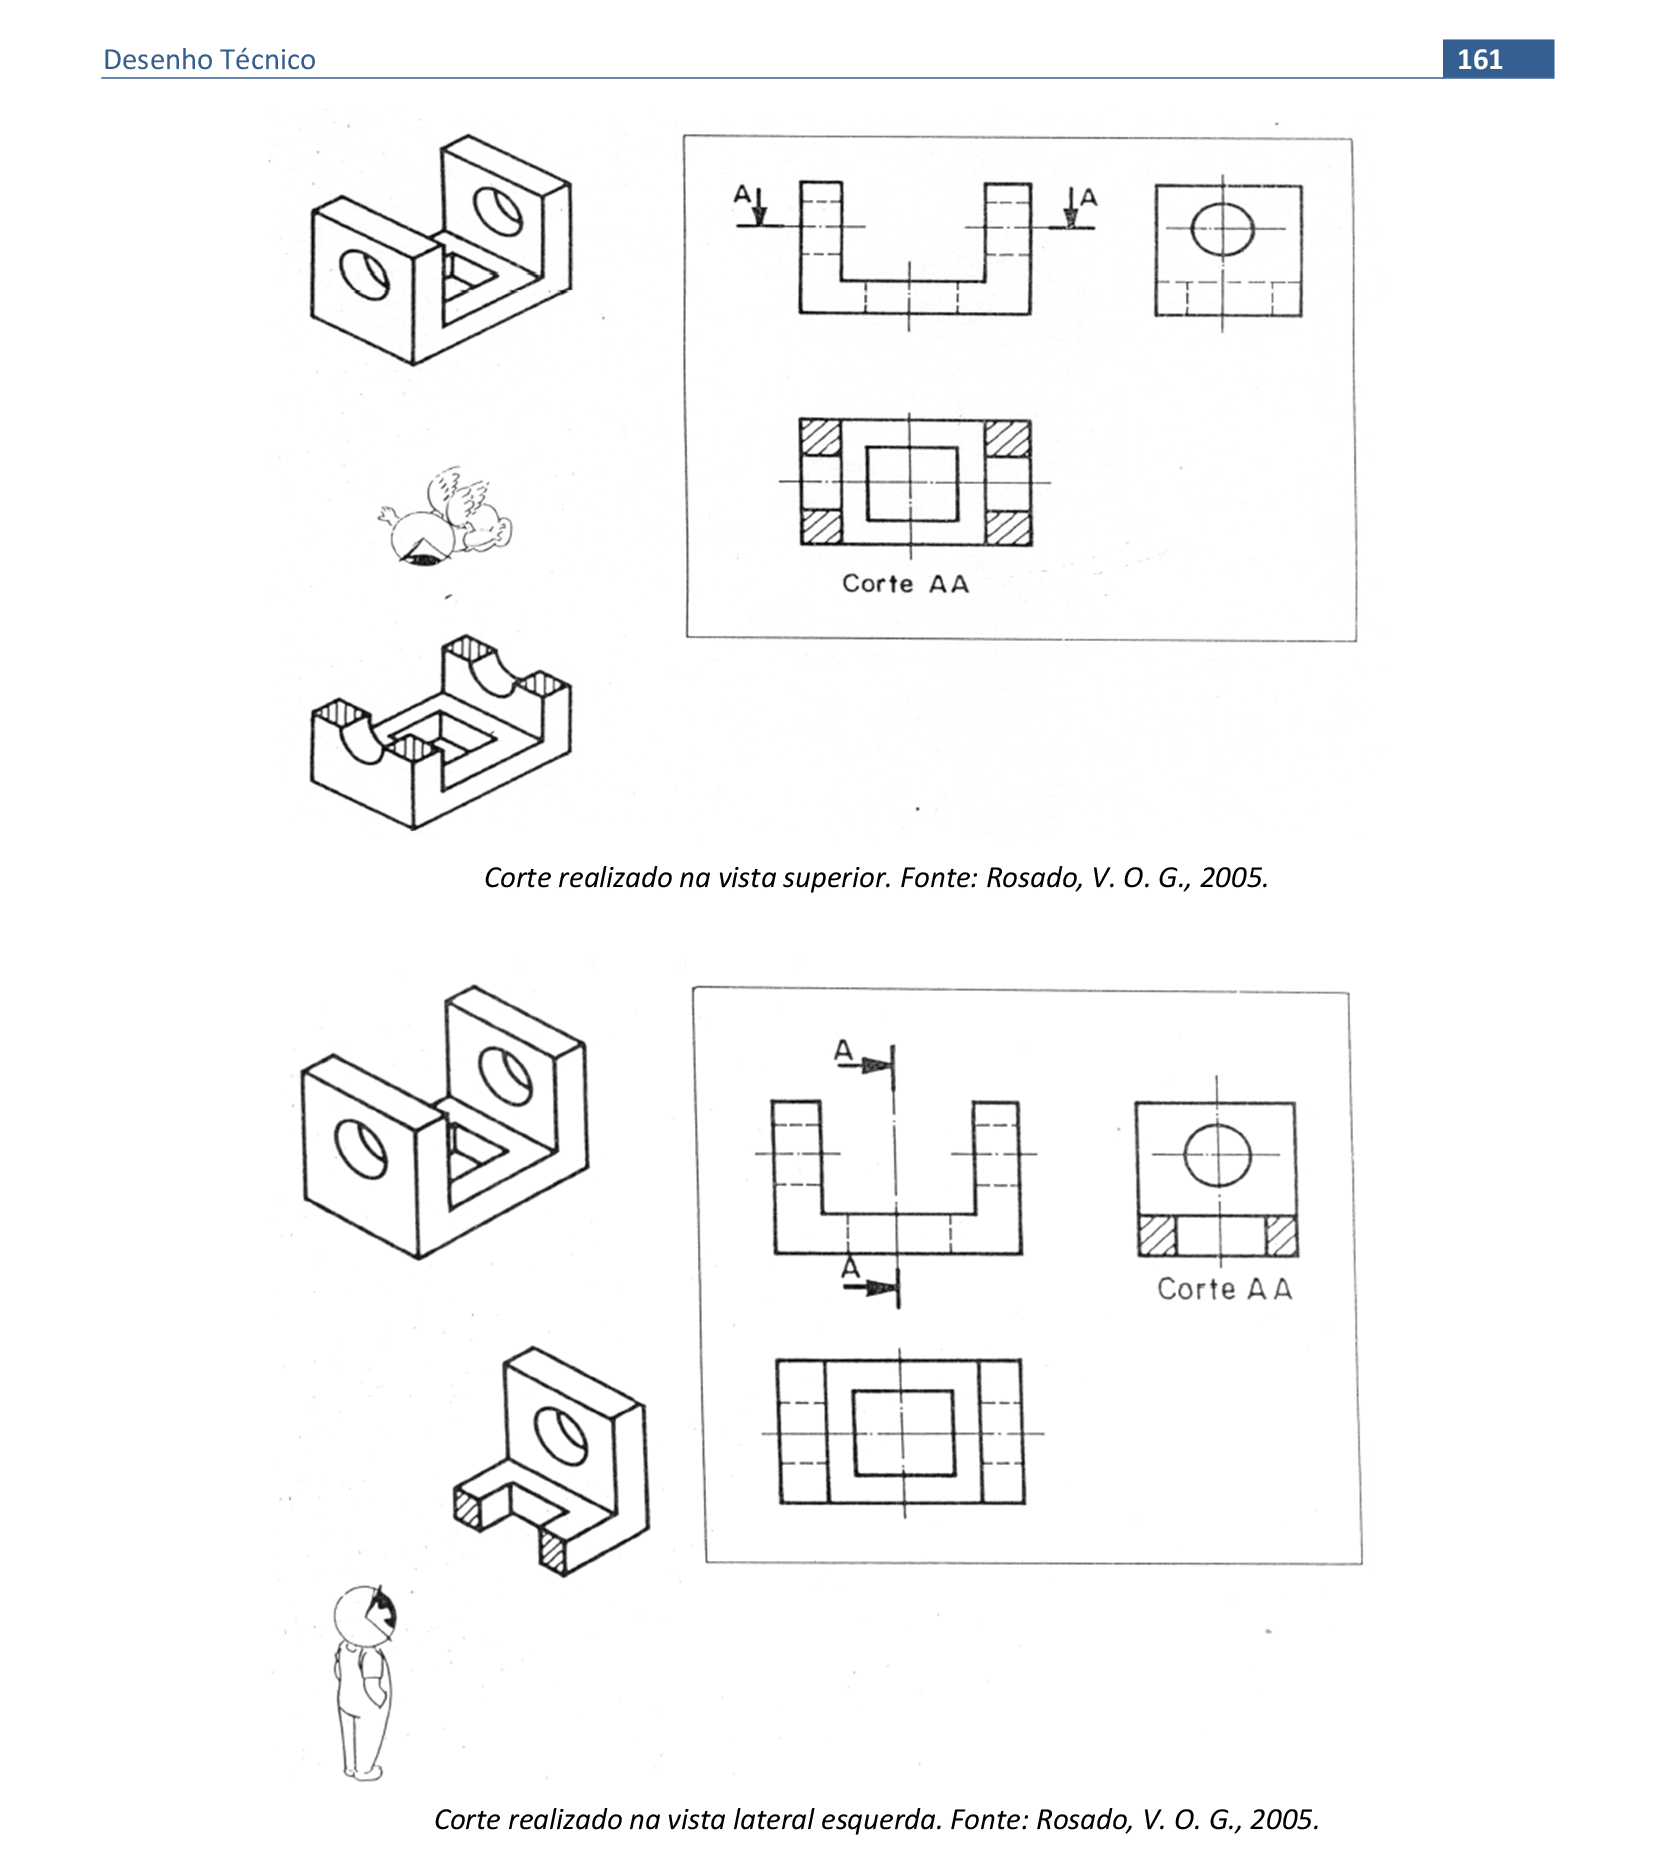 Desenho Técnico 161
A A
Corte AA
Corte realizado na vista superior. Fonte: Rosado, V. O. G., 2005.
A
A
Corte AA
Corte realizado na vista lateral esquerda. Fonte: Rosado, V. O. G., 2005.